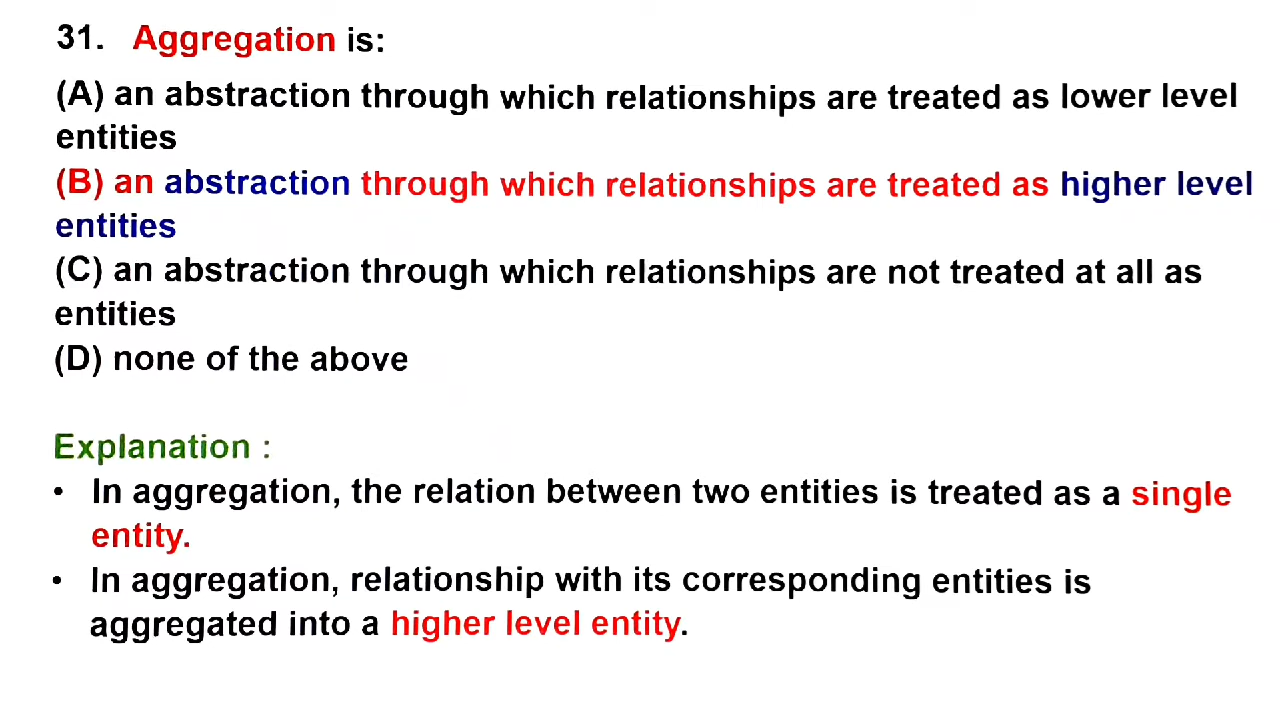 31. Aggregation is:
(A) an abstraction through which relationships are treated as lower level
entities
(B) an abstraction through which relationships are treated as higher level
entities
(C) an abstraction through which relationships are not treated at all as
entities
(D) none of the above
Explanation :
• In aggregation, the relation between two entities is treated as a single
entity.
• In aggregation, relationship with its corresponding entities is
aggregated into a higher level entity.